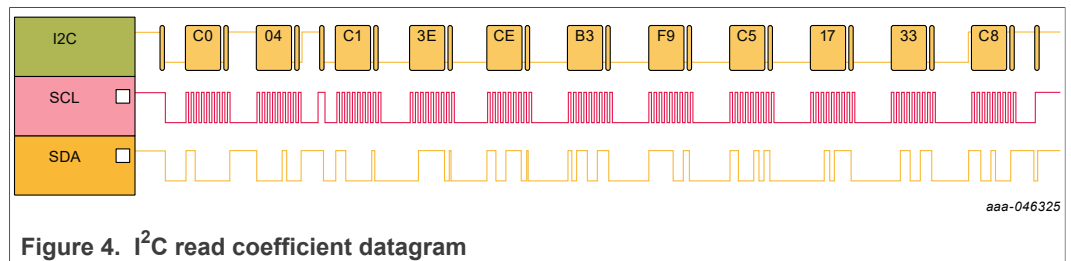 I2C C0 04 C1 3E CE B3 F9 C5 17 33 C8
SCL
SDA
aaa-046325
Figure 4. I²C read coefficient datagram